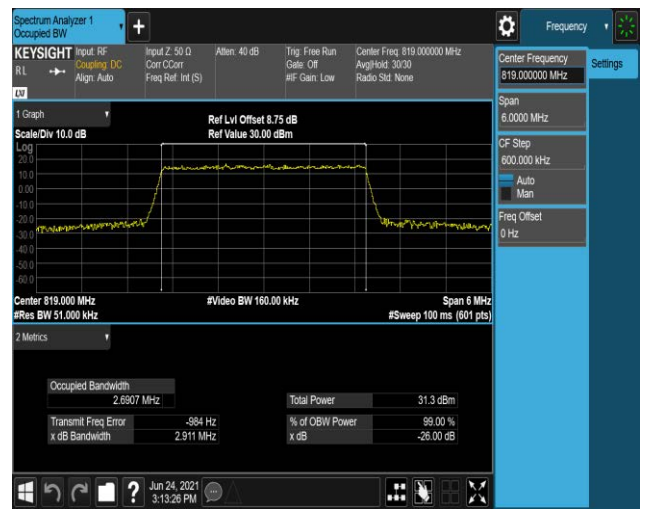 Spectrum Analyzer 1
Occupied BW
Frequency
KEYSIGHT
R L
LXI
Input: RF
Coupling: DC
Align: Auto
Input Z: 50 Ω
Corr CCorr
Freq Ref: Int (S)
Atten: 40 dB
Trig: Free Run
Gate: Off
#IF Gain: Low
Center Freq: 819.000000 MHz
Avg|Hold: 30/30
Radio Std: None
Center Frequency
819.000000 MHz
Settings
Span
6.0000 MHz
CF Step
600.000 kHz
Auto
Man
Freq Offset
0 Hz
1 Graph
Scale/Div 10.0 dB
Ref Lvl Offset 8.75 dB
Ref Value 30.00 dBm
Log
20.0
10.0
0.00
-10.0
-20.0
-30.0
-40.0
-50.0
-60.0
Center 819.000 MHz
#Video BW 160.00 kHz
Span 6 MHz
#Res BW 51.000 kHz
#Sweep 100 ms (601 pts)
2 Metrics
Occupied Bandwidth
2.6907 MHz
Total Power 31.3 dBm
Transmit Freq Error -984 Hz
% of OBW Power 99.00 %
x dB Bandwidth 2.911 MHz
x dB -26.00 dB
?
Jun 24, 2021
3:13:26 PM